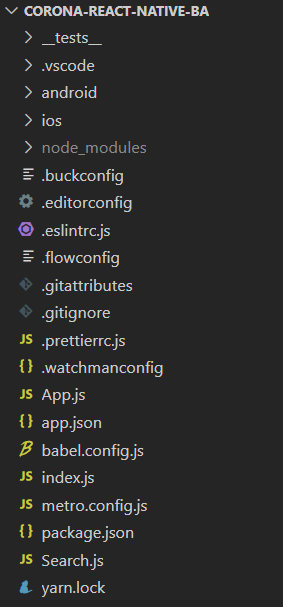 CORONA-REACT-NATIVE-BA
__tests__
.vscode
android
ios
node_modules
.buckconfig
.editorconfig
.eslintrc.js
.flowconfig
.gitattributes
.gitignore
JS .prettierrc.js
{ } .watchmanconfig
JS App.js
{ } app.json
babel.config.js
JS index.js
JS metro.config.js
{ } package.json
JS Search.js
yarn.lock